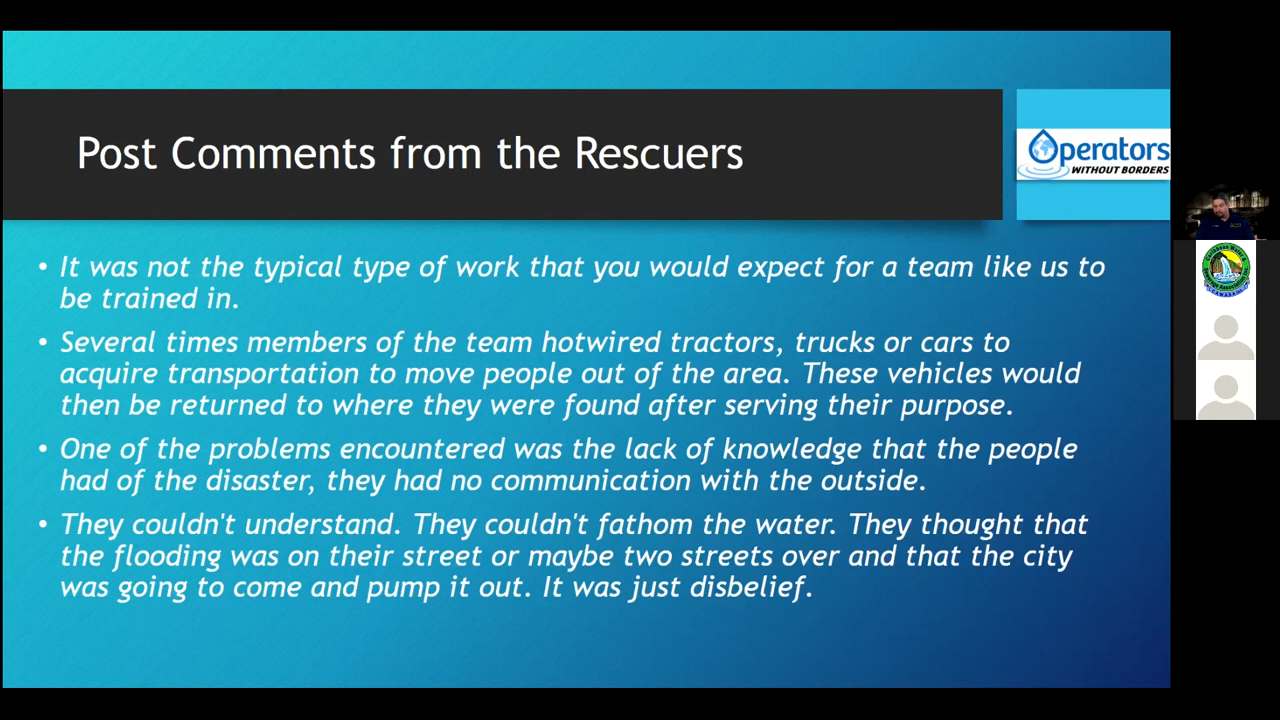 Post Comments from the Rescuers
Operators
WITHOUT BORDERS
• It was not the typical type of work that you would expect for a team like us to
be trained in.
• Several times members of the team hotwired tractors, trucks or cars to
acquire transportation to move people out of the area. These vehicles would
then be returned to where they were found after serving their purpose.
• One of the problems encountered was the lack of knowledge that the people
had of the disaster, they had no communication with the outside.
• They couldn't understand. They couldn't fathom the water. They thought that
the flooding was on their street or maybe two streets over and that the city
was going to come and pump it out. It was just disbelief.